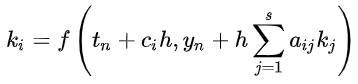 k_i = f\left( t_n + c_i h, y_n + h \sum_{j=1}^{s} a_{ij} k_j \right)